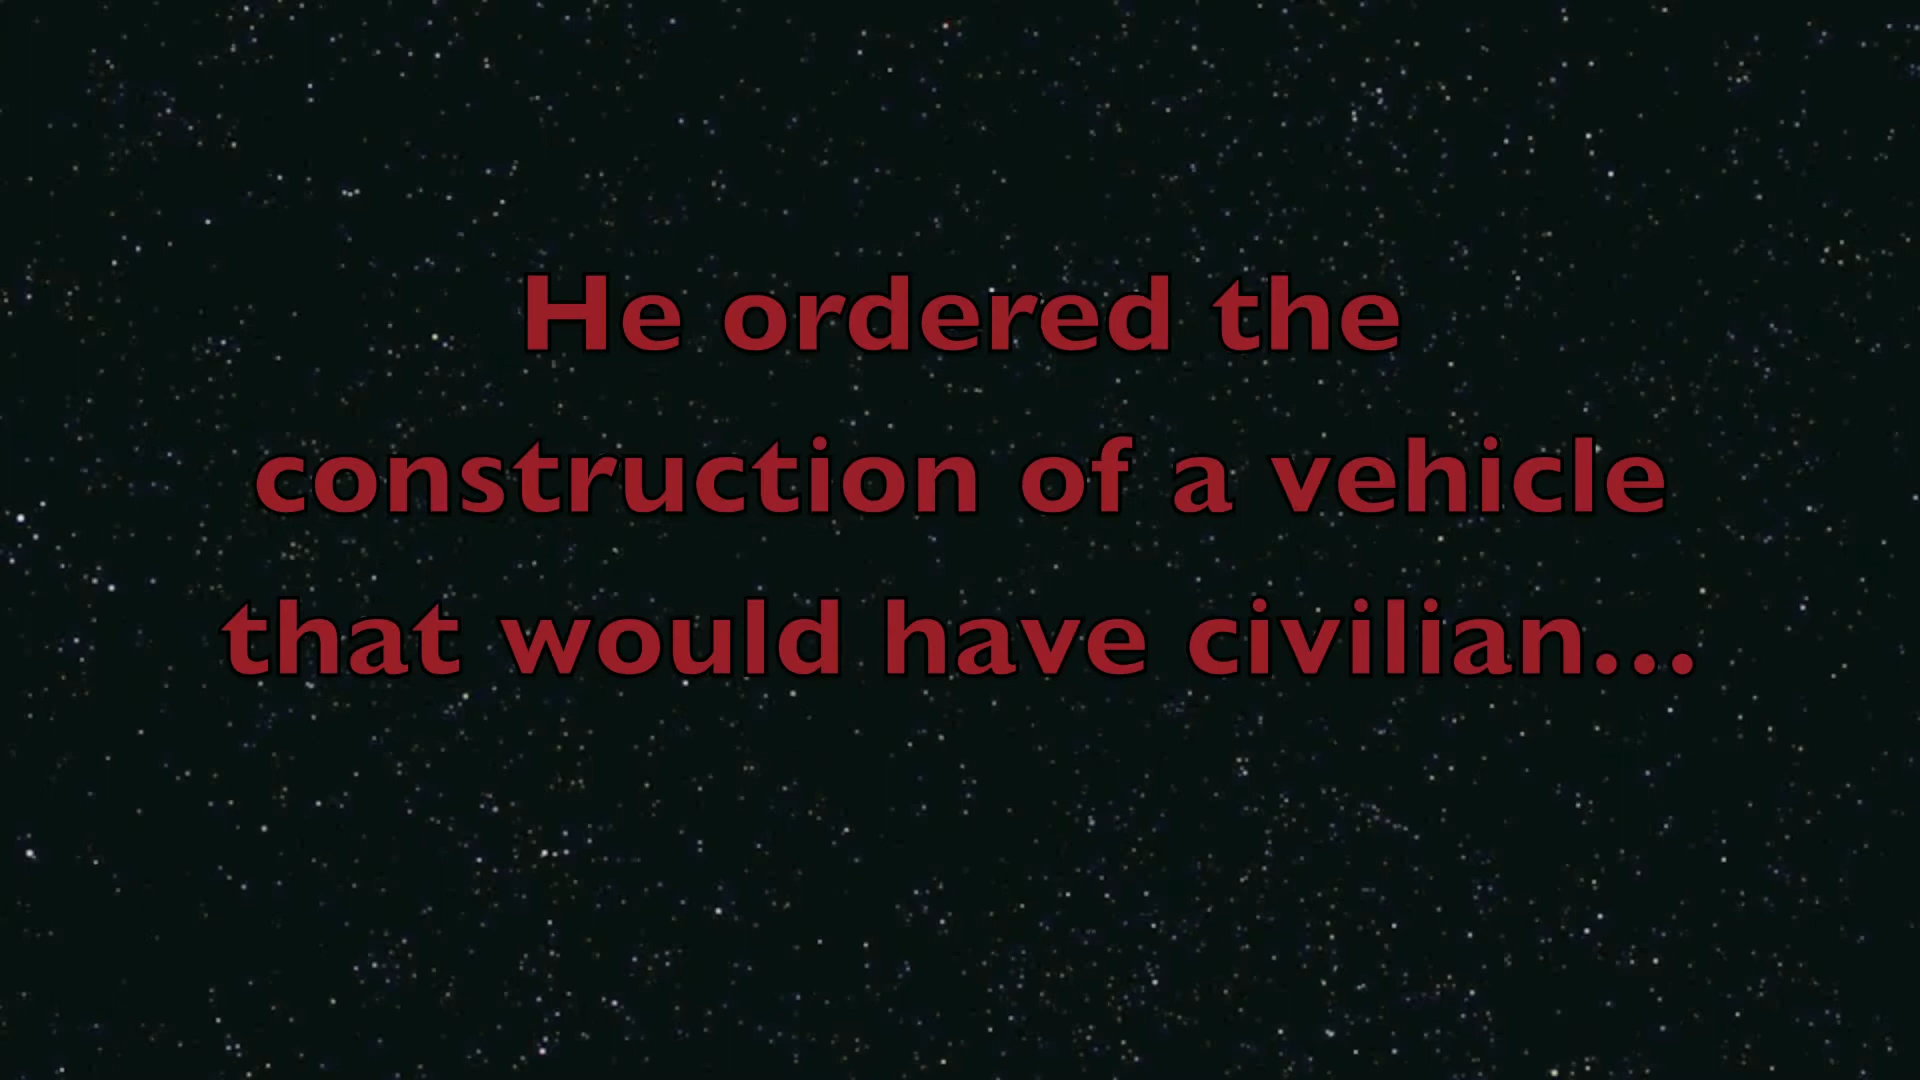 He ordered the
construction of a vehicle
that would have civilian...